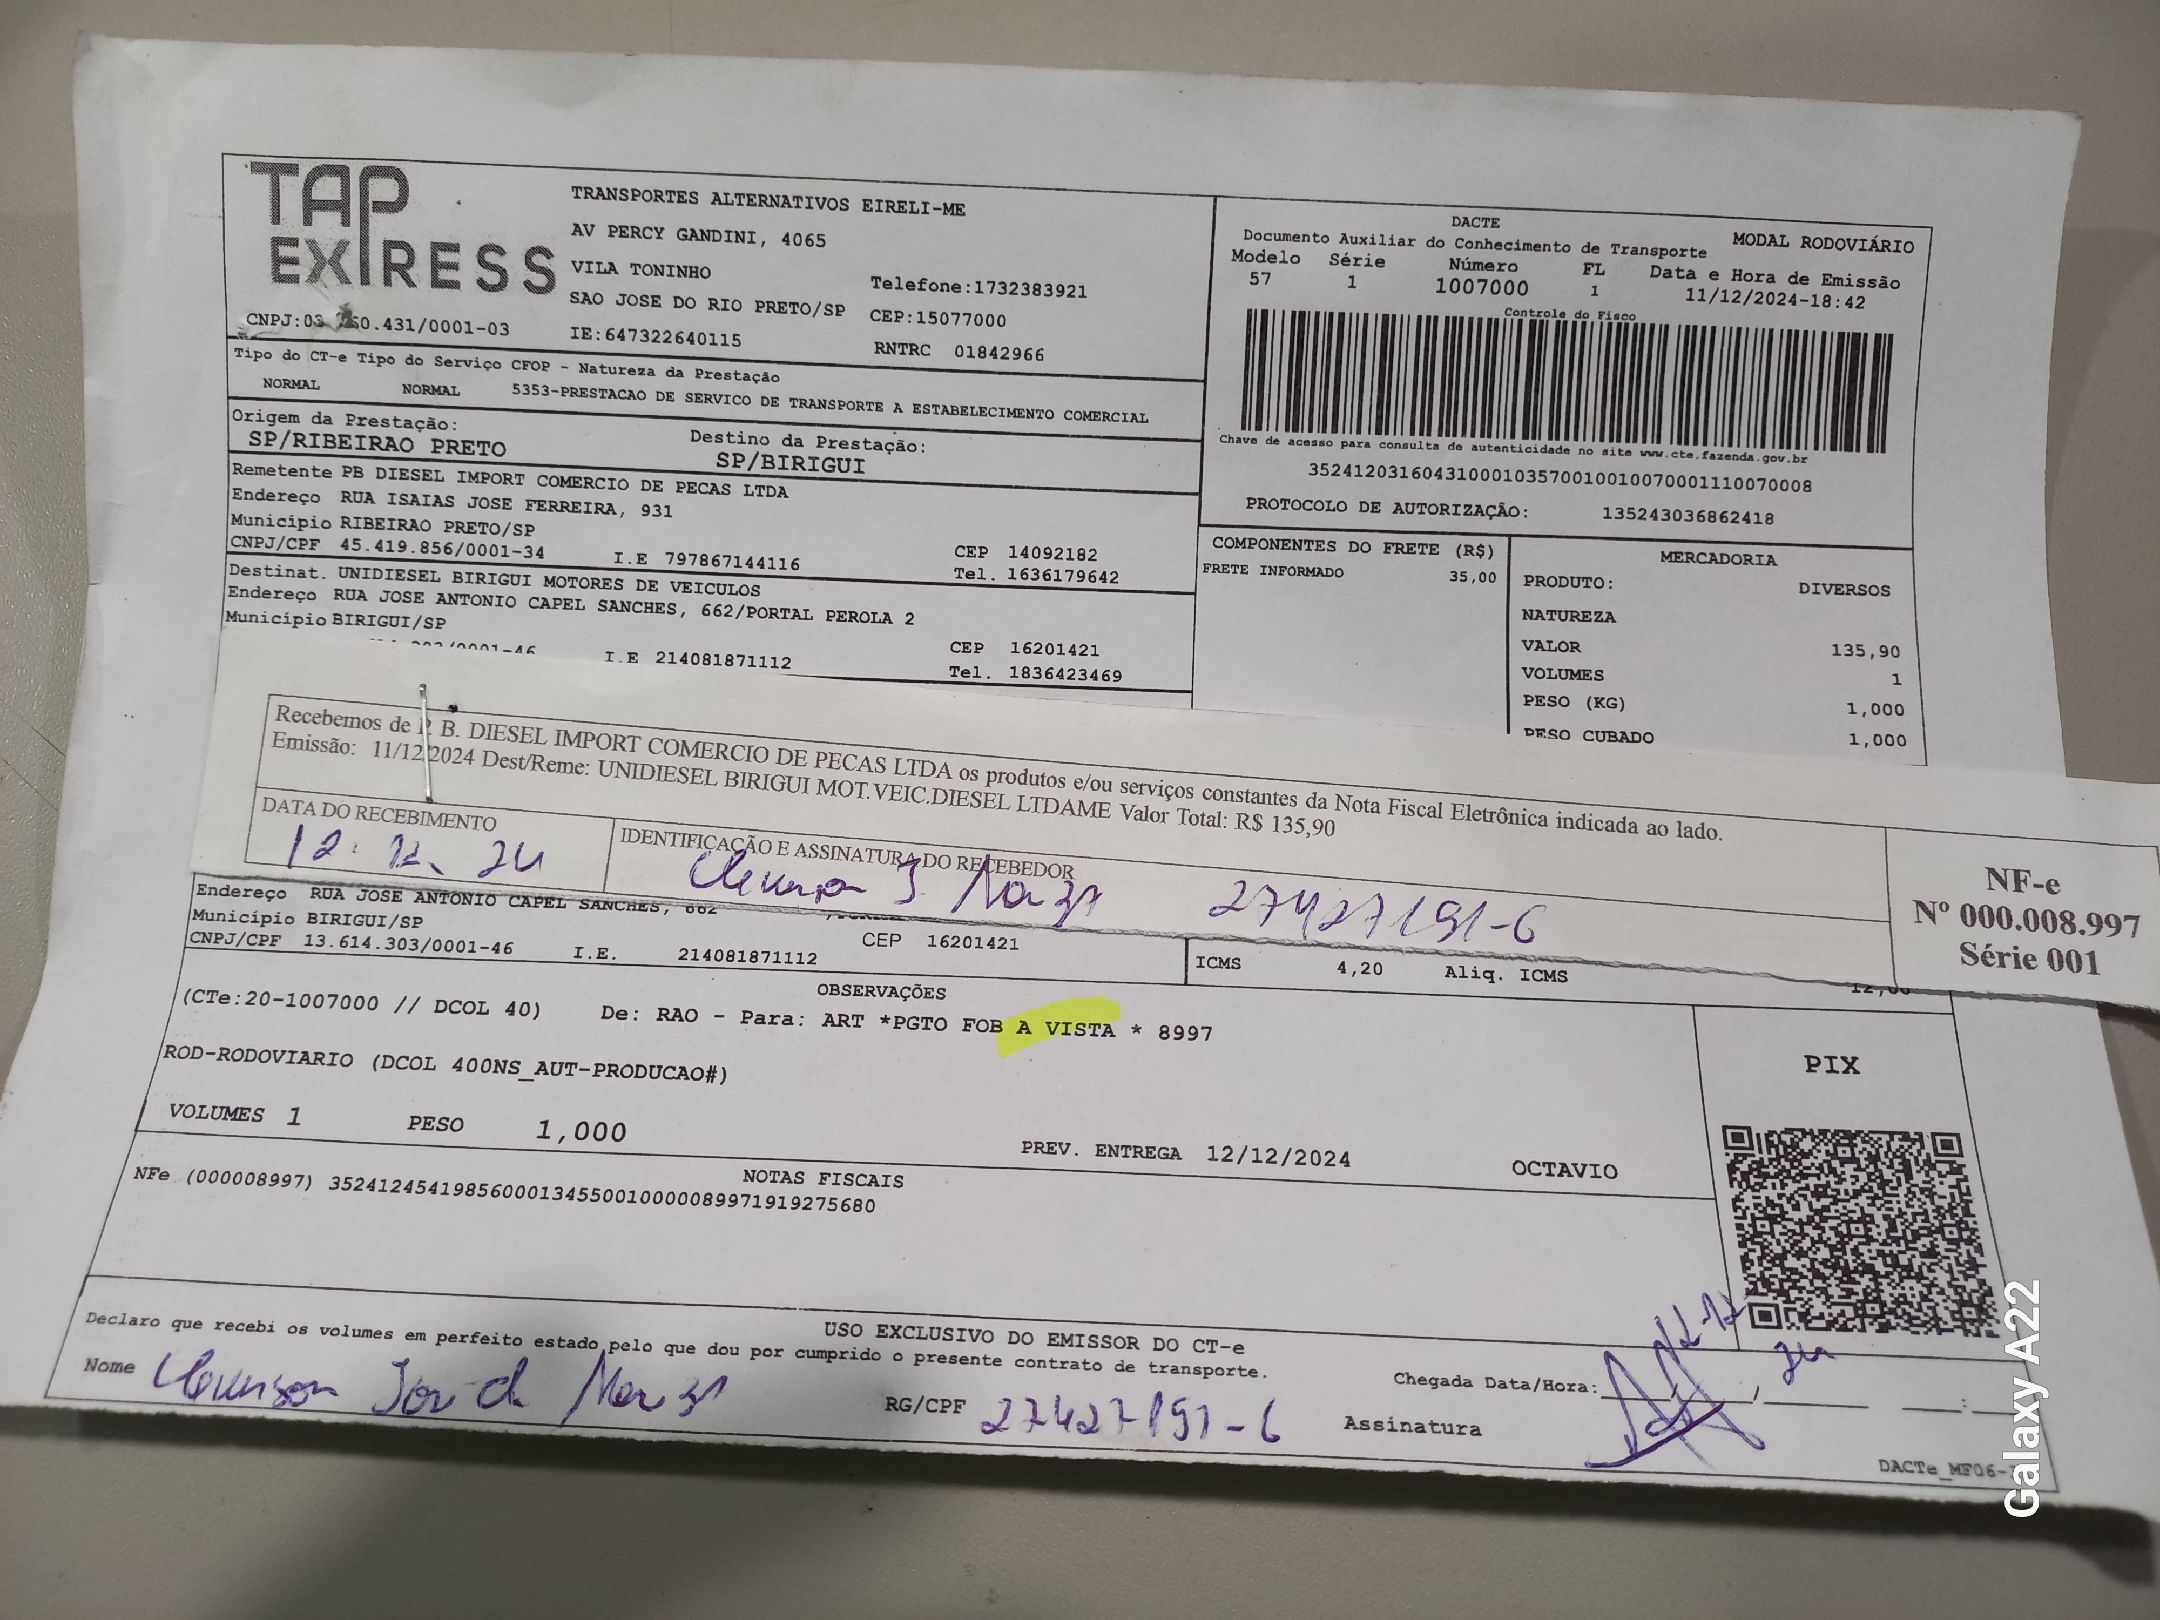 TAP EXPRESS
TRANSPORTES ALTERNATIVOS EIRELI-ME
AV PERCY GANDINI, 4065
VILA TONINHO
Telefone:1732383921
SAO JOSE DO RIO PRETO/SP CEP:15077000
CNPJ:03 60.431/0001-03 IE:647322640115 RNTRC 01842966
DACTE
Documento Auxiliar do Conhecimento de Transporte MODAL RODOVIÁRIO
Modelo Série Número FL Data e Hora de Emissão
57 1 1007000 1 11/12/2024-18:42
Controle do Fisco
Chave de acesso para consulta de autenticidade no site www.cte.fazenda.gov.br
35241203160431000103570010010070001110070008
PROTOCOLO DE AUTORIZAÇÂO: 135243036862418
Tipo do CT-e Tipo do Serviço CFOP - Natureza da Prestação
NORMAL NORMAL 5353-PRESTACAO DE SERVICO DE TRANSPORTE A ESTABELECIMENTO COMERCIAL
Origem da Prestação: Destino da Prestação:
SP/RIBEIRAO PRETO SP/BIRIGUI
Remetente PB DIESEL IMPORT COMERCIO DE PECAS LTDA
Endereço RUA ISAIAS JOSE FERREIRA, 931
Município RIBEIRAO PRETO/SP CEP 14092182
CNPJ/CPF 45.419.856/0001-34 I.E 797867144116 Tel. 1636179642
Destinat. UNIDIESEL BIRIGUI MOTORES DE VEICULOS
Endereço RUA JOSE ANTONIO CAPEL SANCHES, 662/PORTAL PEROLA 2
Município BIRIGUI/SP CEP 16201421
/0001-46 I.E 214081871112 Tel. 1836423469
COMPONENTES DO FRETE (R$)
FRETE INFORMADO 35,00
MERCADORIA
PRODUTO: DIVERSOS
NATUREZA
VALOR 135,90
VOLUMES 1
PESO (KG) 1,000
PESO CUBADO 1,000
Recebemos de P. B. DIESEL IMPORT COMERCIO DE PECAS LTDA os produtos e/ou serviços constantes da Nota Fiscal Eletrônica indicada ao lado.
Emissão: 11/12/2024 Dest/Reme: UNIDIESEL BIRIGUI MOT.VEIC.DIESEL LTDAME Valor Total: R$ 135,90
DATA DO RECEBIMENTO IDENTIFICAÇÃO E ASSINATURA DO RECEBEDOR
12.12.24 27427191-6
NF-e
Nº 000.008.997
Série 001
Endereço RUA JOSE ANTONIO CAPEL SANCHES, 662
Município BIRIGUI/SP CEP 16201421
CNPJ/CPF 13.614.303/0001-46 I.E. 214081871112
ICMS 4,20 Aliq. ICMS 12,00
OBSERVAÇÕES
(CTe:20-1007000 // DCOL 40) De: RAO - Para: ART *PGTO FOB A VISTA * 8997
ROD-RODOVIARIO (DCOL 400NS_AUT-PRODUCAO#)
VOLUMES 1 PESO 1,000 PREV. ENTREGA 12/12/2024 OCTAVIO
PIX
NOTAS FISCAIS
NFe (000008997) 35241245419856000134550010000089971919275680
USO EXCLUSIVO DO EMISSOR DO CT-e
Declaro que recebi os volumes em perfeito estado pelo que dou por cumprido o presente contrato de transporte.
Nome RG/CPF 27427191-6
Chegada Data/Hora: 12-12 24
Assinatura
DACTe_MF06-
Galaxy A22